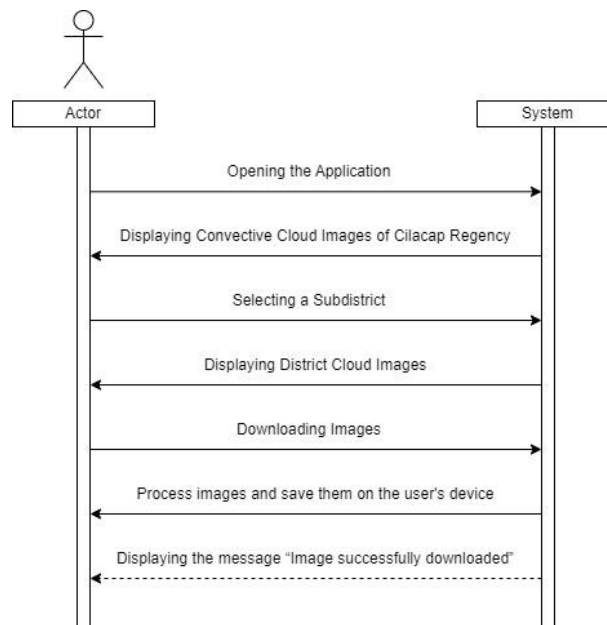 Actor
System
Opening the Application
Displaying Convective Cloud Images of Cilacap Regency
Selecting a Subdistrict
Displaying District Cloud Images
Downloading Images
Process images and save them on the user's device
Displaying the message “Image successfully downloaded”